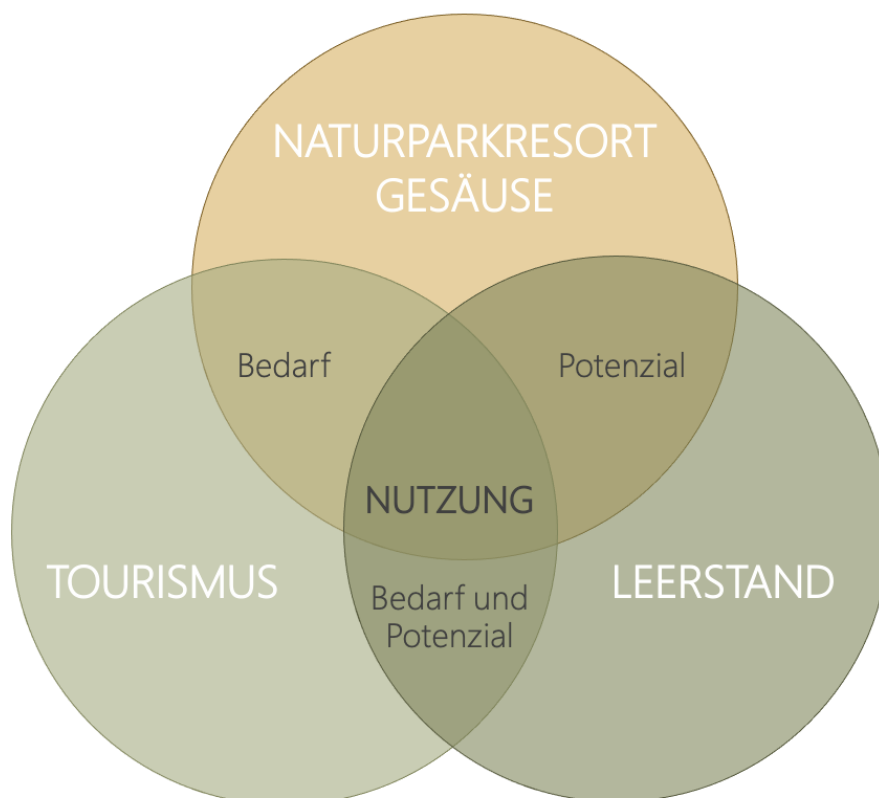 NATURPARKRESORT
GESÄUSE
Bedarf
Potenzial
NUTZUNG
TOURISMUS
LEERSTAND
Bedarf und
Potenzial